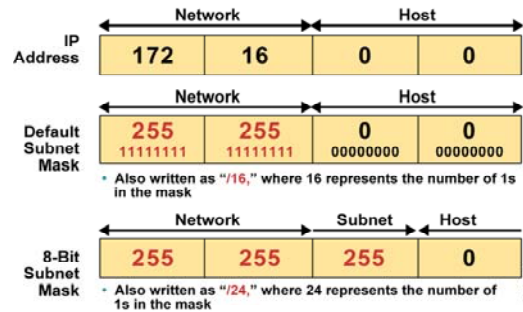 Network Host
IP Address 172 16 0 0
Network Host
Default Subnet Mask 255 255 0 0
11111111 11111111 00000000 00000000
• Also written as “/16,” where 16 represents the number of 1s
in the mask
Network Subnet Host
8-Bit Subnet Mask 255 255 255 0
• Also written as “/24,” where 24 represents the number of
1s in the mask